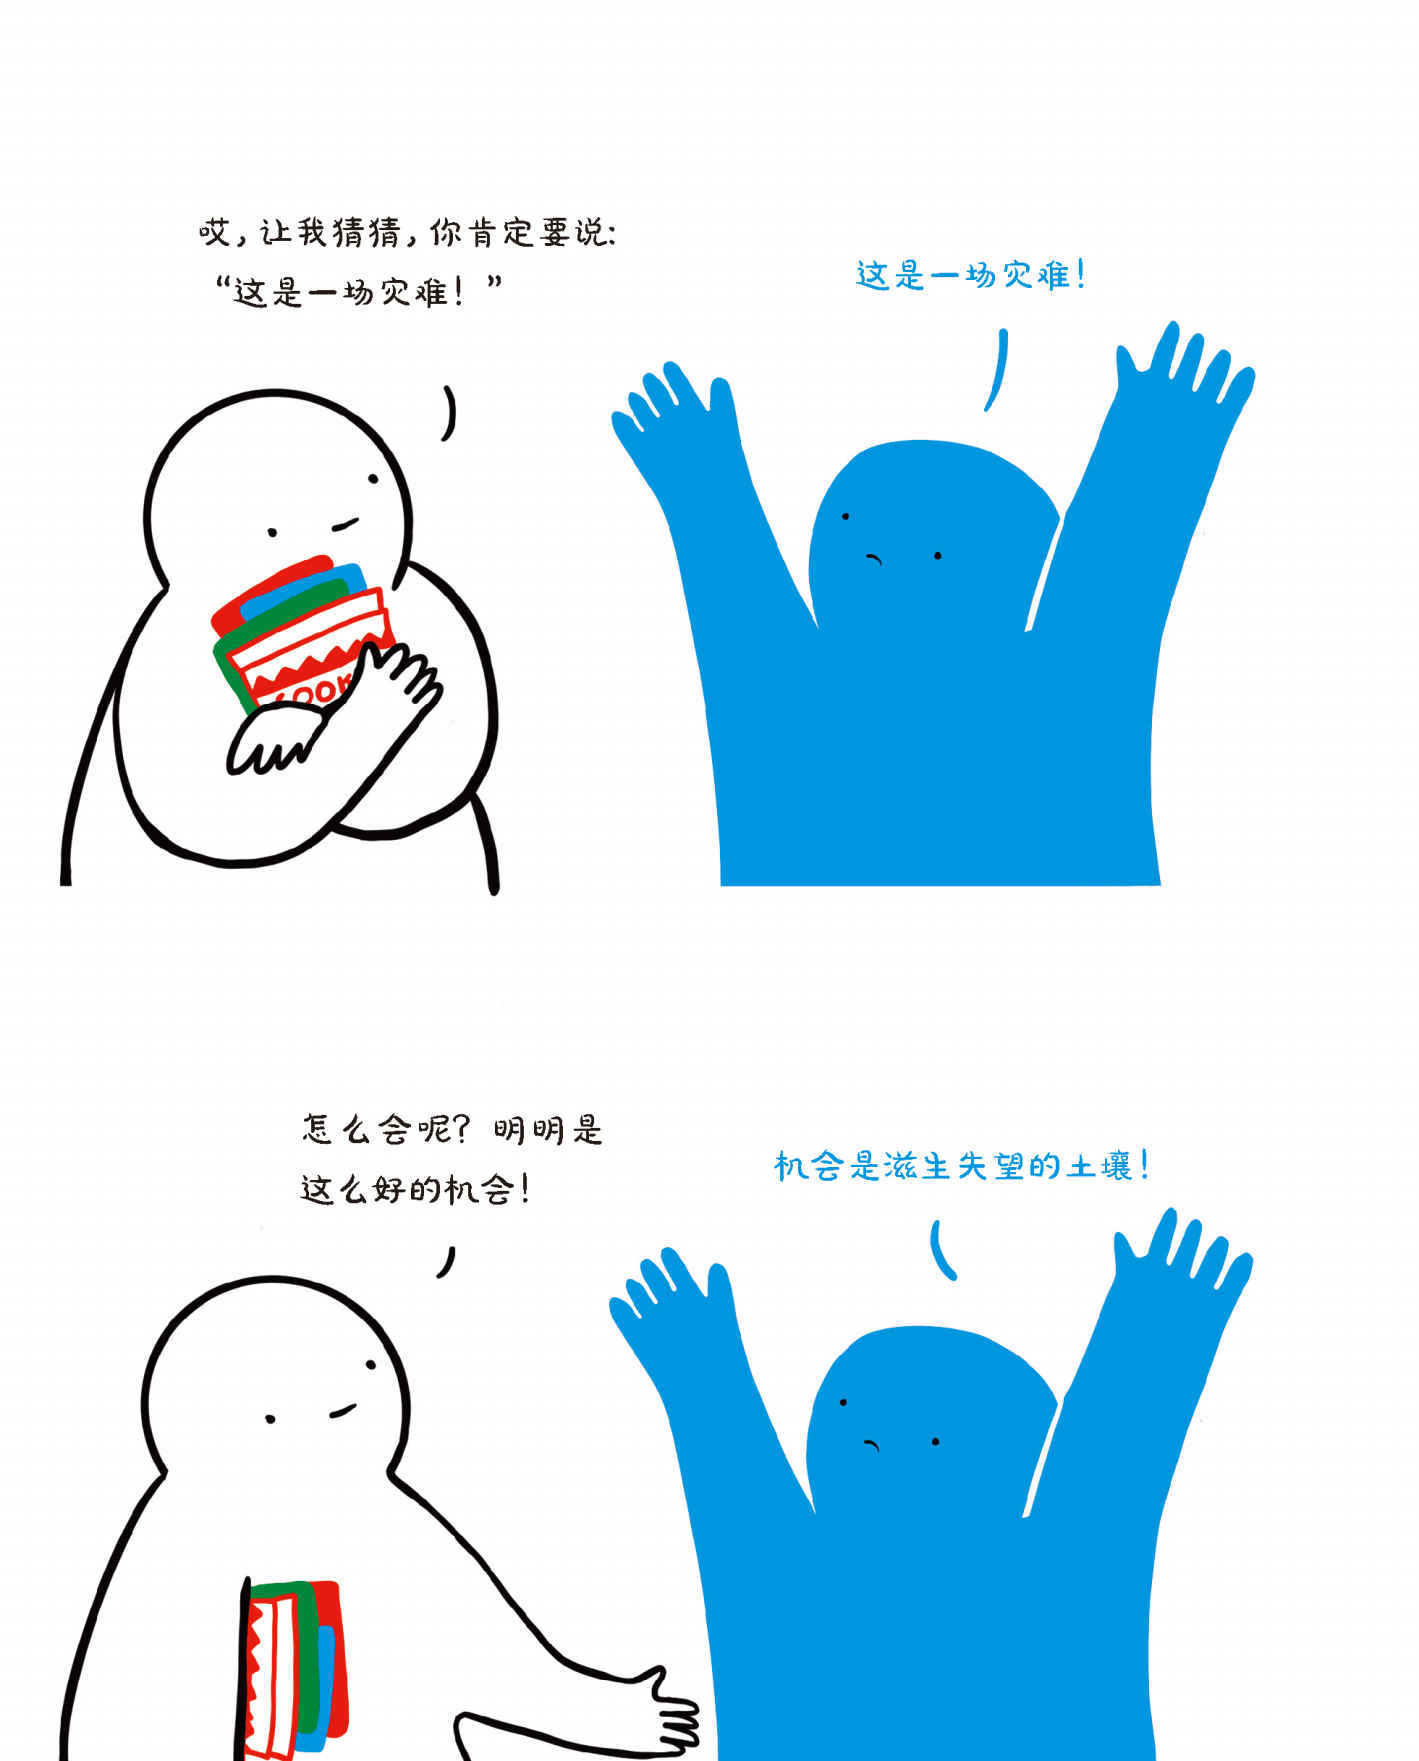 哎,让我猜猜,你肯定要说:
“这是一场灾难!”
这是一场灾难!
怎么会呢?明明是
这么好的机会!
机会是滋生失望的土壤!